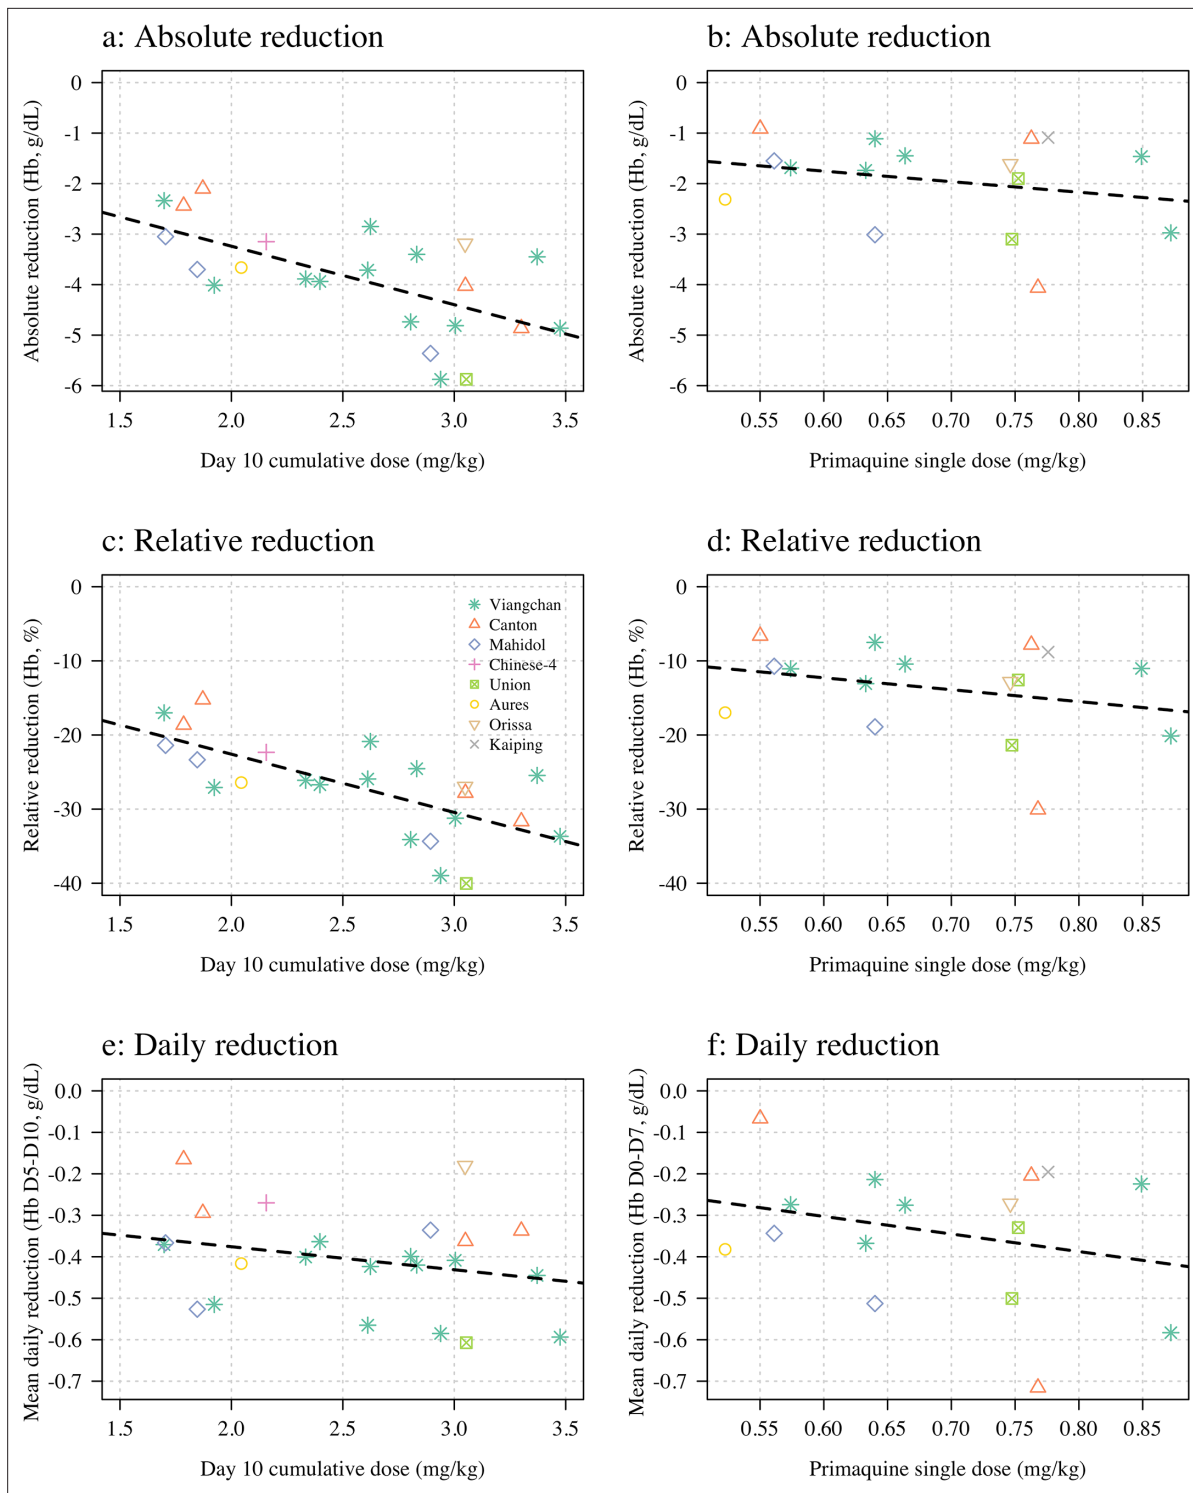 a: Absolute reduction
Absolute reduction (Hb, g/dL)
0
-1
-2
-3
-4
-5
-6
1.5 2.0 2.5 3.0 3.5
Day 10 cumulative dose (mg/kg)
b: Absolute reduction
Absolute reduction (Hb, g/dL)
0
-1
-2
-3
-4
-5
-6
0.55 0.60 0.65 0.70 0.75 0.80 0.85
Primaquine single dose (mg/kg)
c: Relative reduction
Relative reduction (Hb, %)
0
-10
-20
-30
-40
Viangchan
Canton
Mahidol
Chinese-4
Union
Aures
Orissa
Kaiping
1.5 2.0 2.5 3.0 3.5
Day 10 cumulative dose (mg/kg)
d: Relative reduction
Relative reduction (Hb, %)
0
-10
-20
-30
-40
0.55 0.60 0.65 0.70 0.75 0.80 0.85
Primaquine single dose (mg/kg)
e: Daily reduction
Mean daily reduction (Hb D5-D10, g/dL)
0.0
-0.1
-0.2
-0.3
-0.4
-0.5
-0.6
-0.7
1.5 2.0 2.5 3.0 3.5
Day 10 cumulative dose (mg/kg)
f: Daily reduction
Mean daily reduction (Hb D0-D7, g/dL)
0.0
-0.1
-0.2
-0.3
-0.4
-0.5
-0.6
-0.7
0.55 0.60 0.65 0.70 0.75 0.80 0.85
Primaquine single dose (mg/kg)